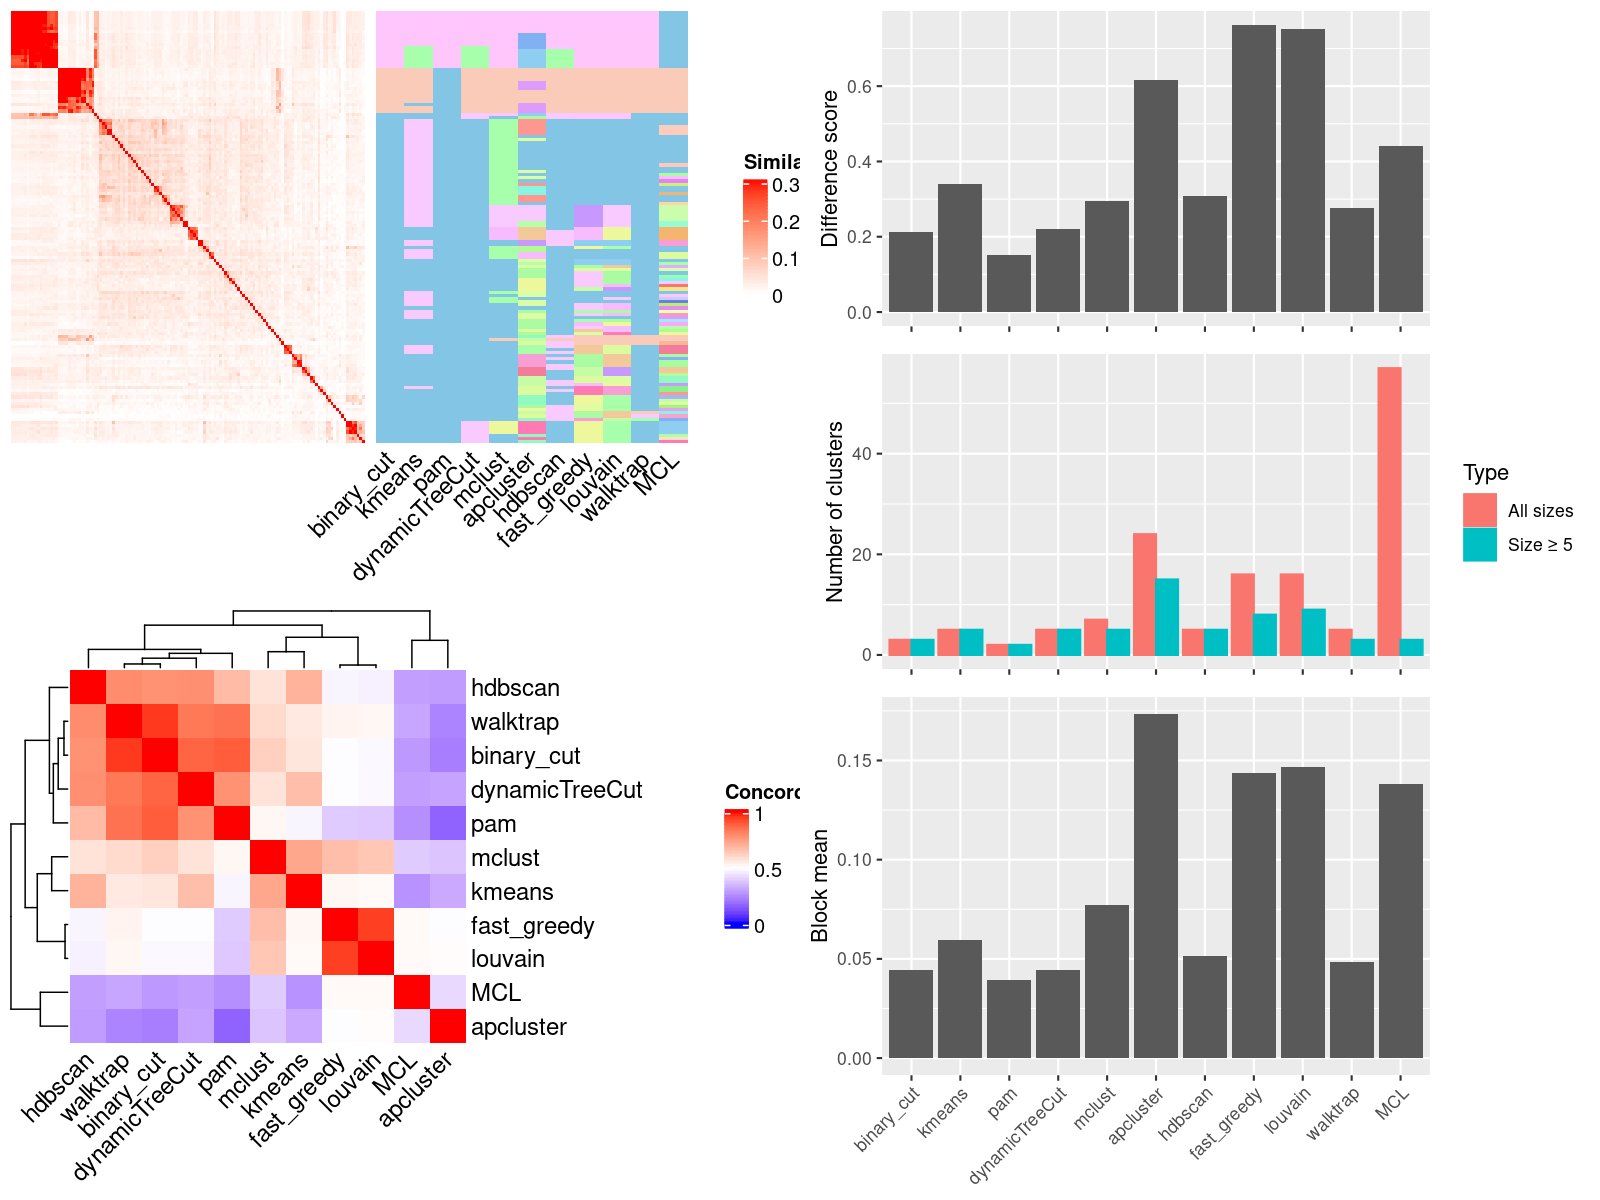 Simila
0.3
0.2
0.1
0
binary_cut
kmeans
pam
dynamicTreeCut
mclust
apcluster
hdbscan
fast_greedy
louvain
walktrap
MCL
hdbscan
walktrap
binary_cut
dynamicTreeCut
pam
mclust
kmeans
fast_greedy
louvain
MCL
apcluster
hdbscan
walktrap
binary_cut
dynamicTreeCut
pam
mclust
kmeans
fast_greedy
louvain
MCL
apcluster
Concord
1
0.5
0
Difference score
0.6
0.4
0.2
0.0
Number of clusters
40
20
0
Type
All sizes
Size ≥ 5
Block mean
0.15
0.10
0.05
0.00
binary_cut
kmeans
pam
dynamicTreeCut
mclust
apcluster
hdbscan
fast_greedy
louvain
walktrap
MCL